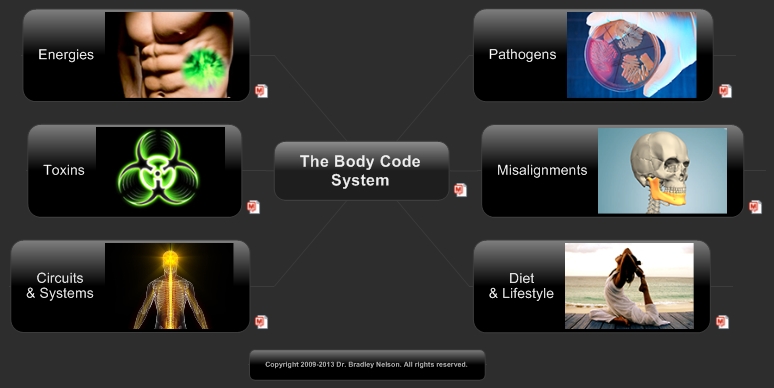 Energies
Pathogens
Toxins
The Body Code
System
Misalignments
Circuits
& Systems
Diet
& Lifestyle
Copyright 2009-2013 Dr. Bradley Nelson. All rights reserved.